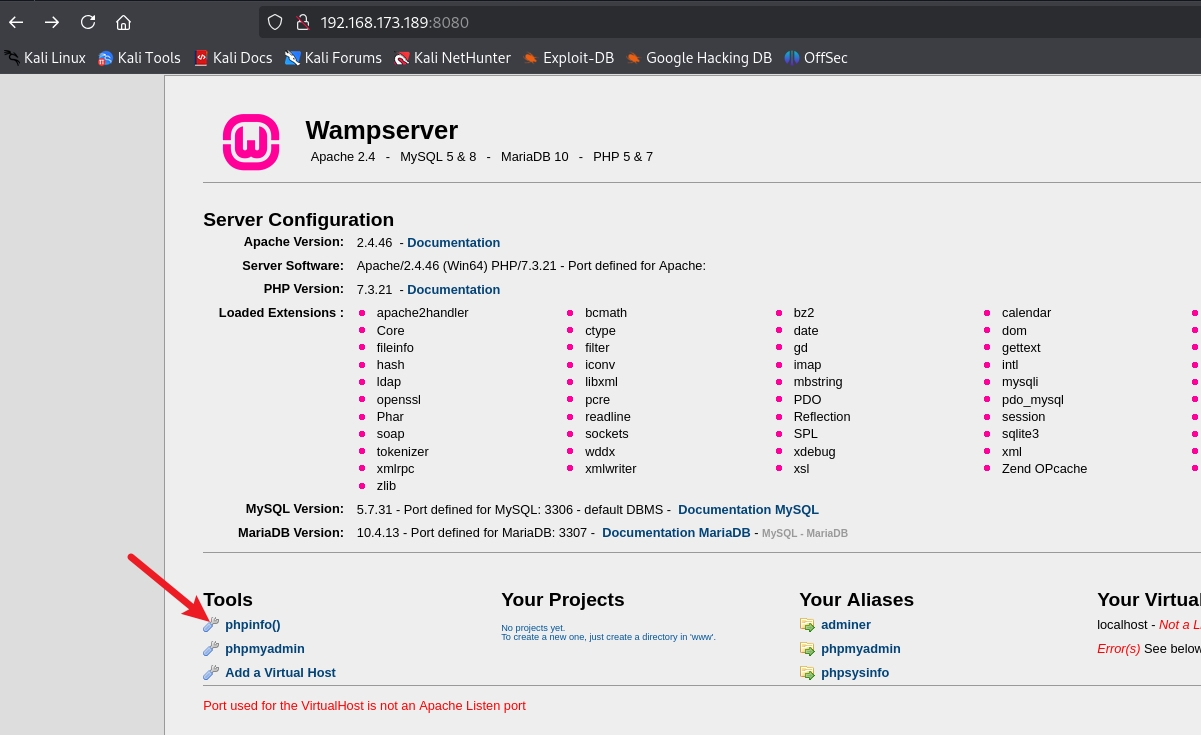 192.168.173.189:8080
Kali Linux Kali Tools Kali Docs Kali Forums Kali NetHunter Exploit-DB Google Hacking DB OffSec
Wampserver
Apache 2.4 - MySQL 5 & 8 - MariaDB 10 - PHP 5 & 7
Server Configuration
Apache Version: 2.4.46 - Documentation
Server Software: Apache/2.4.46 (Win64) PHP/7.3.21 - Port defined for Apache:
PHP Version: 7.3.21 - Documentation
Loaded Extensions : apache2handler bcmath bz2 calendar
Core ctype date dom
fileinfo filter gd gettext
hash iconv imap intl
ldap libxml mbstring mysqli
openssl pcre PDO pdo_mysql
Phar readline Reflection session
soap sockets SPL sqlite3
tokenizer wddx xdebug xml
xmlrpc xmlwriter xsl Zend OPcache
zlib
MySQL Version: 5.7.31 - Port defined for MySQL: 3306 - default DBMS - Documentation MySQL
MariaDB Version: 10.4.13 - Port defined for MariaDB: 3307 - Documentation MariaDB - MySQL - MariaDB
Tools Your Projects Your Aliases Your Virtua
phpinfo() No projects yet. adminer localhost - Not a L
To create a new one, just create a directory in 'www'.
phpmyadmin phpmyadmin Error(s) See below
Add a Virtual Host phpsysinfo
Port used for the VirtualHost is not an Apache Listen port